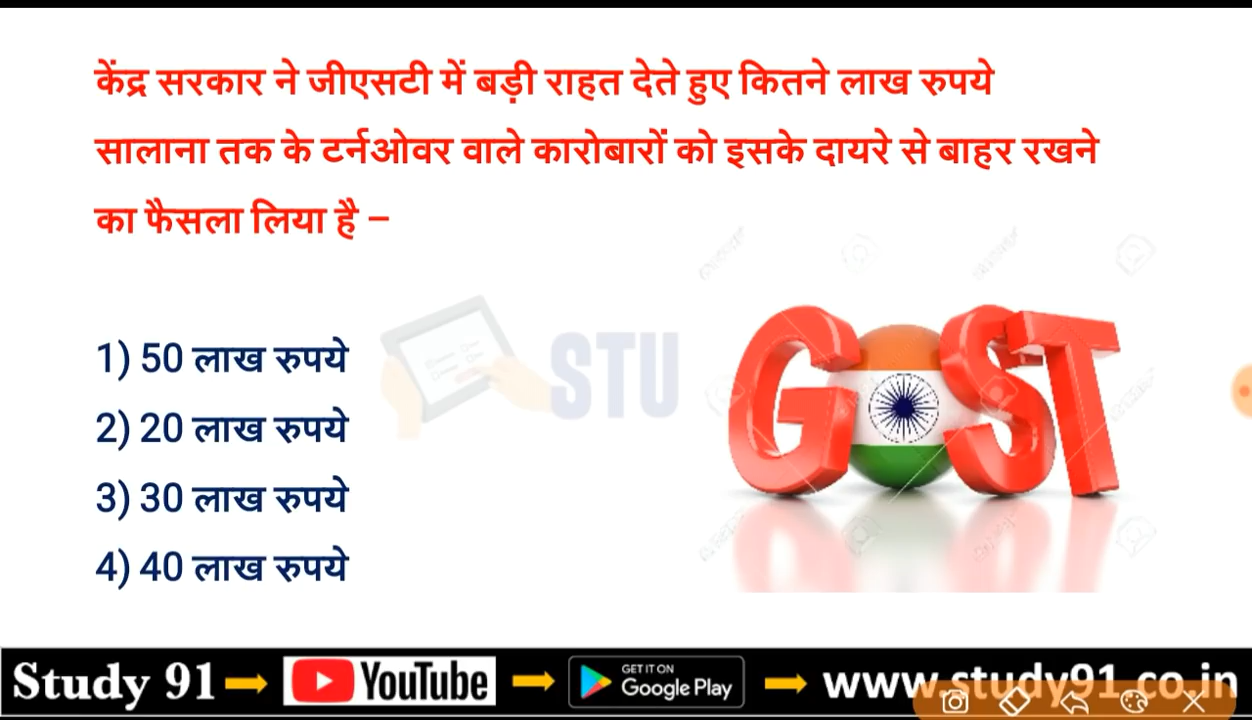 केंद्र सरकार ने जीएसटी में बड़ी राहत देते हुए कितने लाख रुपये
सालाना तक के टर्नओवर वाले कारोबारों को इसके दायरे से बाहर रखने
का फैसला लिया है –
1) 50 लाख रुपये
2) 20 लाख रुपये
3) 30 लाख रुपये
4) 40 लाख रुपये
STU
GST
Study 91 YouTube GET IT ON Google Play www.study91.co.in